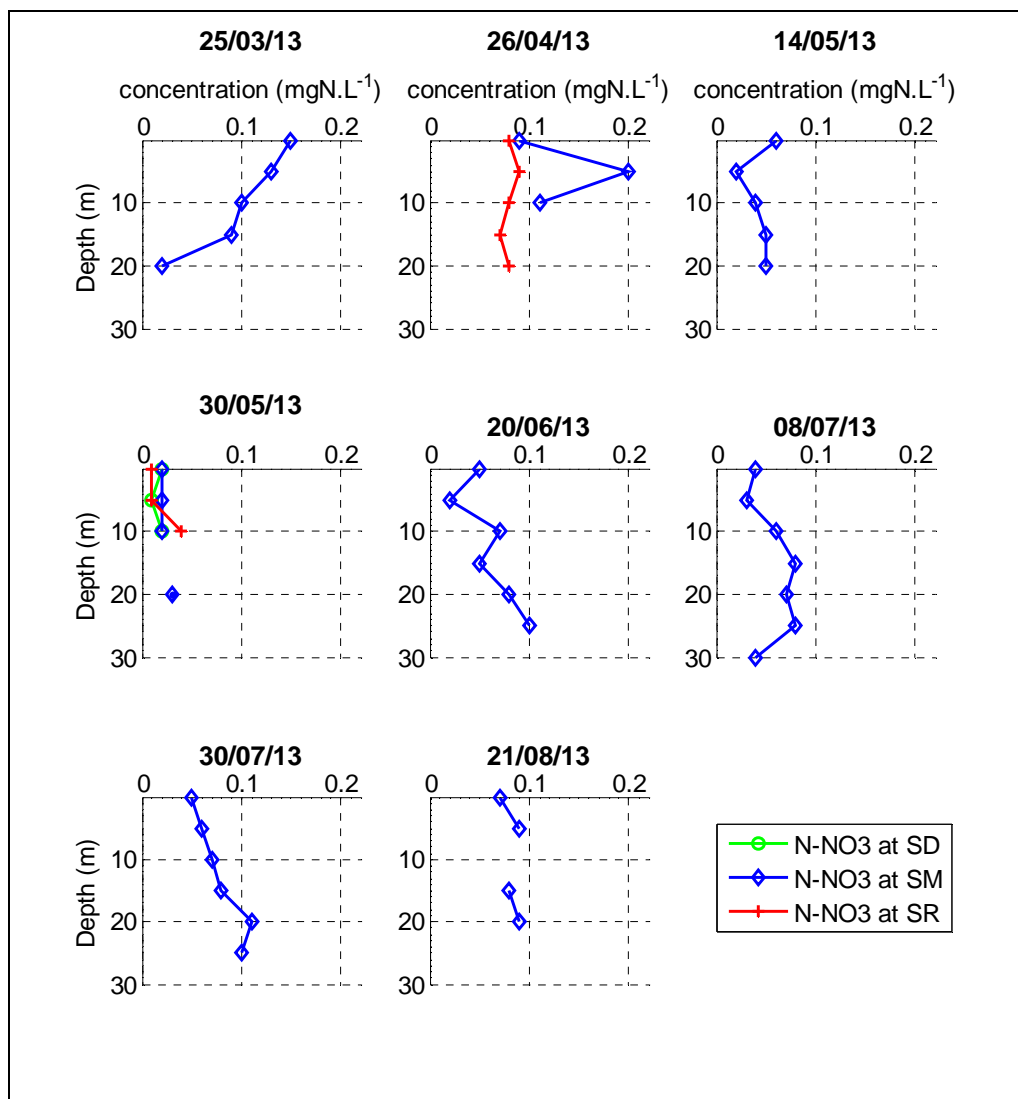 25/03/13
26/04/13
14/05/13
concentration (mgN.L-1)
concentration (mgN.L-1)
concentration (mgN.L-1)
0 0.1 0.2
0 0.1 0.2
0 0.1 0.2
Depth (m)
10
20
30
10
20
30
10
20
30
30/05/13
20/06/13
08/07/13
0 0.1 0.2
0 0.1 0.2
0 0.1 0.2
Depth (m)
10
20
30
10
20
30
10
20
30
30/07/13
21/08/13
0 0.1 0.2
0 0.1 0.2
Depth (m)
10
20
30
10
20
30
N-NO3 at SD
N-NO3 at SM
N-NO3 at SR